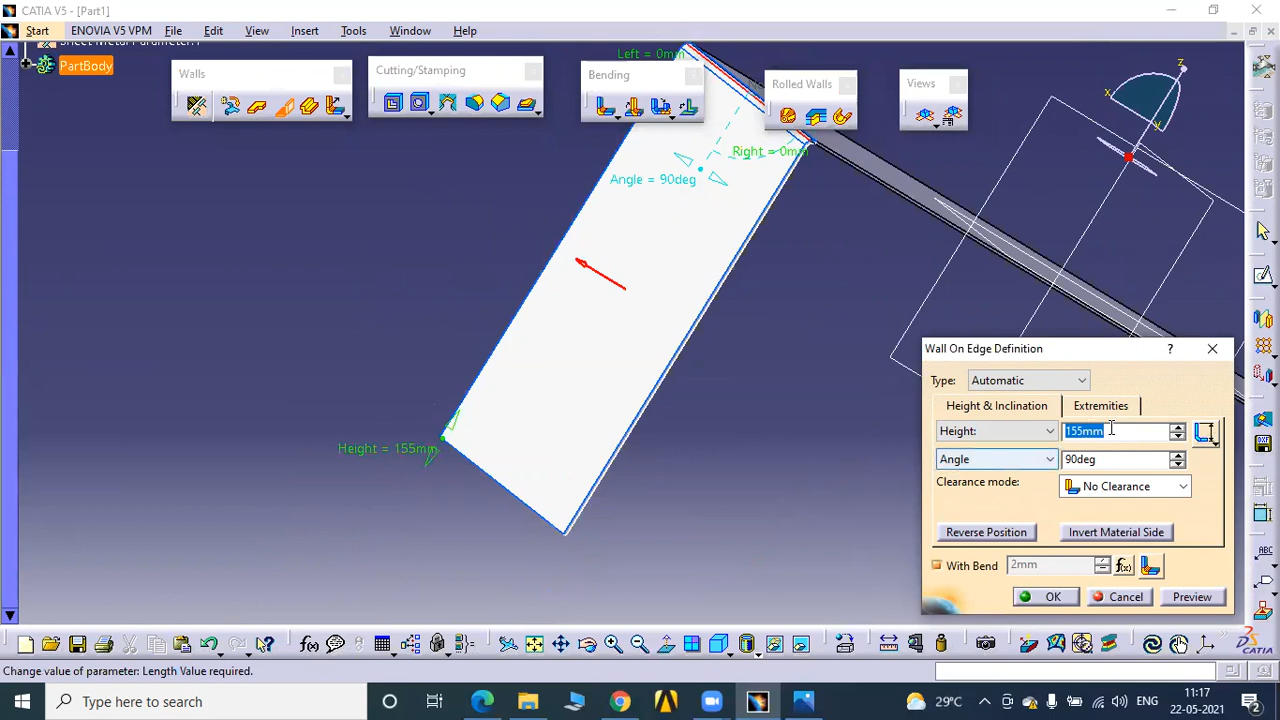 CATIA V5 - [Part1]
Start
ENOVIA V5 VPM
File
Edit
View
Insert
Tools
Window
Help
PartBody
Walls
Cutting/Stamping
Bending
Rolled Walls
Views
Left = 0mm
Right = 0mm
Angle = 90deg
Height = 155mm
z
x
y
Wall On Edge Definition
?
Type:
Automatic
Height & Inclination
Extremities
Height:
155mm
Angle
90deg
Clearance mode:
No Clearance
Reverse Position
Invert Material Side
With Bend
2mm
f(x)
OK
Cancel
Preview
Change value of parameter: Length Value required.
CATIA
Type here to search
29°C
ENG
11:17
22-05-2021
2